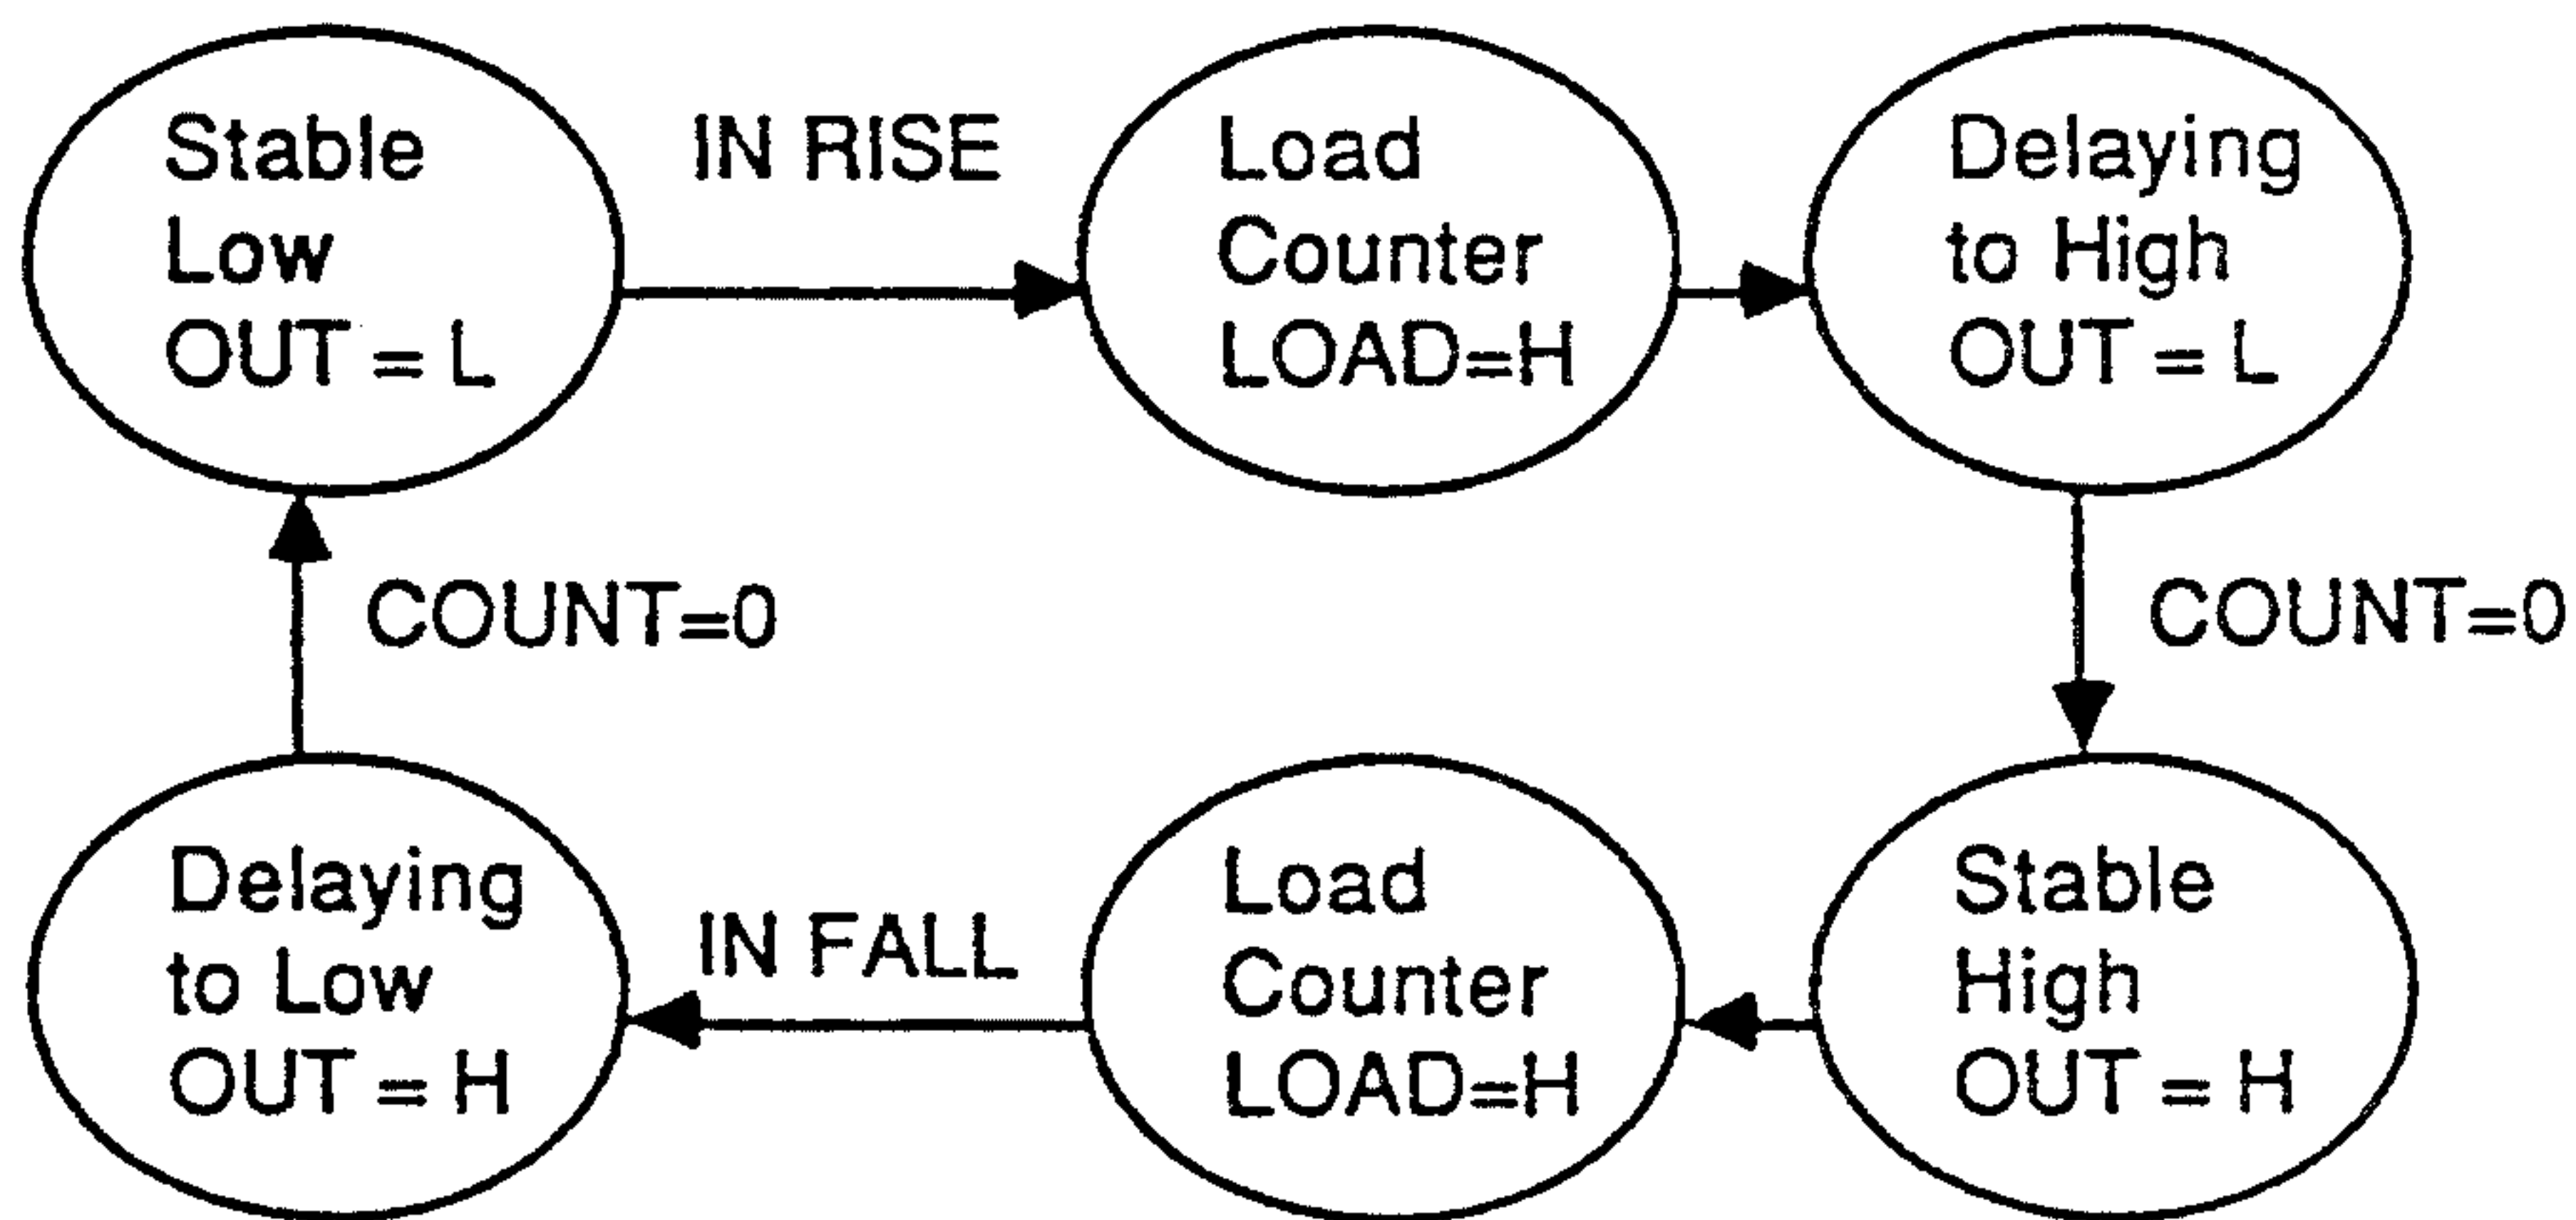 Stable
Low
OUT = L
IN RISE
Load
Counter
LOAD=H
Delaying
to High
OUT = L
COUNT=0
COUNT=0
Delaying
to Low
OUT = H
IN FALL
Load
Counter
LOAD=H
Stable
High
OUT = H